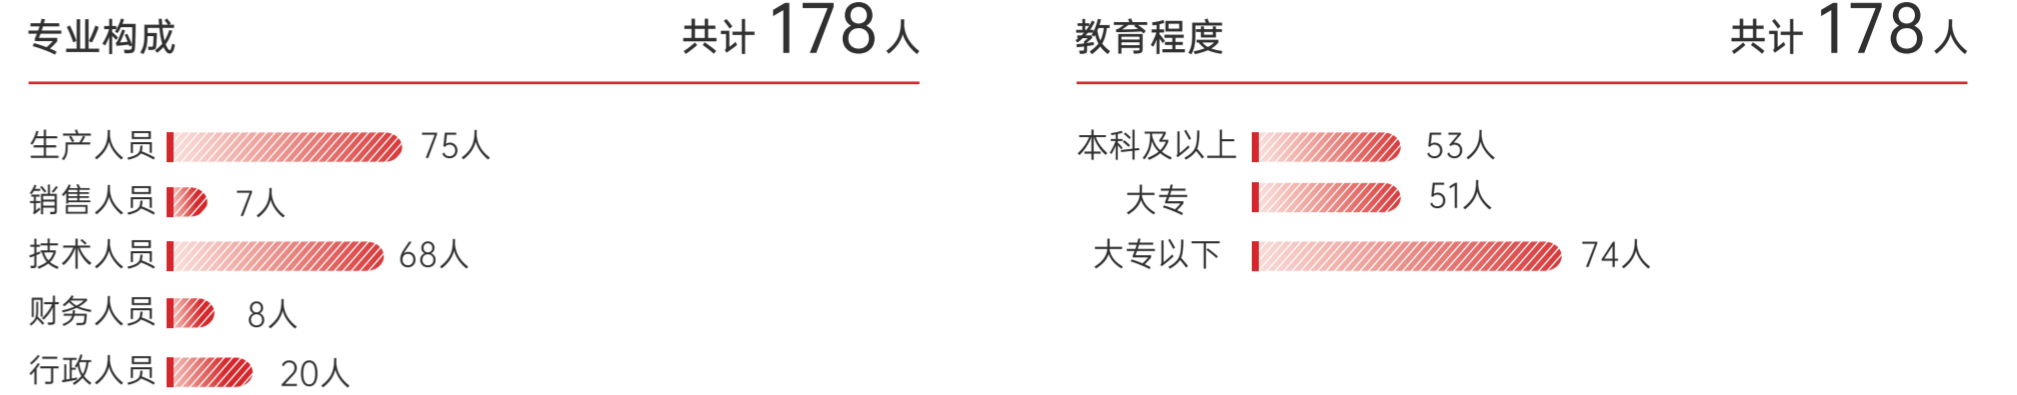 专业构成 共计 178 人
生产人员 75人
销售人员 7人
技术人员 68人
财务人员 8人
行政人员 20人
教育程度 共计 178 人
本科及以上 53人
大专 51人
大专以下 74人